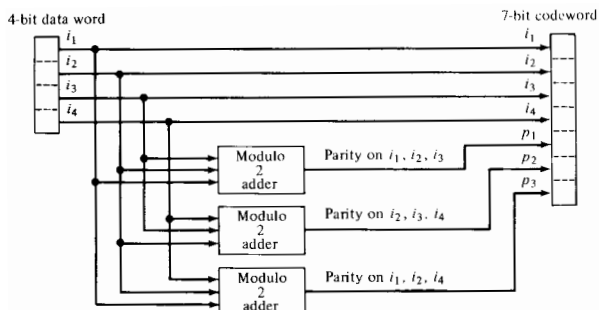 4-bit data word
7-bit codeword
i1
i2
i3
i4
i1
i2
i3
i4
p1
p2
p3
Modulo
2
adder
Parity on i1, i2, i3
Modulo
2
adder
Parity on i2, i3. i4
Modulo
2
adder
Parity on i1, i2, i4